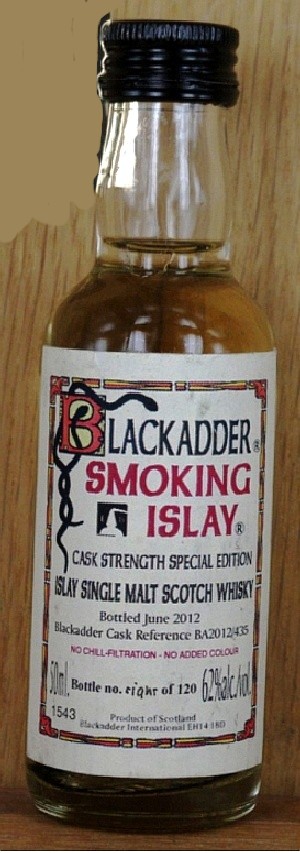 BLACKADDER®
SMOKING
ISLAY®
CASK STRENGTH SPECIAL EDITION
ISLAY SINGLE MALT SCOTCH WHISKY
Bottled June 2012
Blackadder Cask Reference BA2012/435
NO CHILL-FILTRATION - NO ADDED COLOUR
50ml. Bottle no. eight of 120 62%alc./vol.
1543
Product of Scotland
Blackadder International EH14